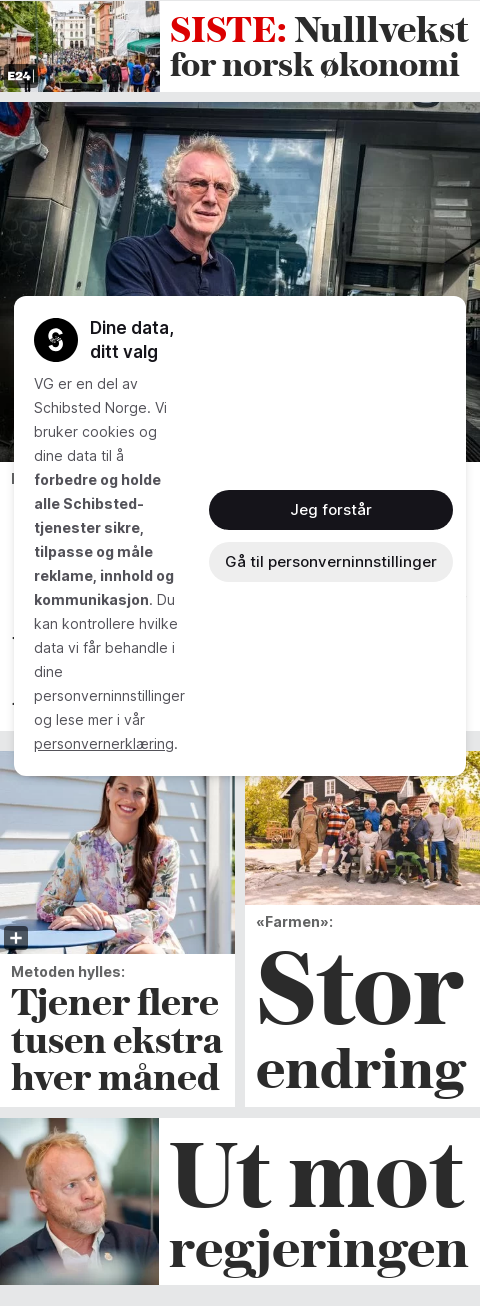 SISTE: Nulllvekst
for norsk økonomi
E24
Dine data,
ditt valg
VG er en del av
Schibsted Norge. Vi
bruker cookies og
dine data til å
forbedre og holde
alle Schibsted-
tjenester sikre,
tilpasse og måle
reklame, innhold og
kommunikasjon. Du
kan kontrollere hvilke
data vi får behandle i
dine
personverninnstillinger
og lese mer i vår
personvernerklæring.
Jeg forstår
Gå til personverninnstillinger
Metoden hylles:
Tjener flere
tusen ekstra
hver måned
«Farmen»:
Stor
endring
Ut mot
regjeringen